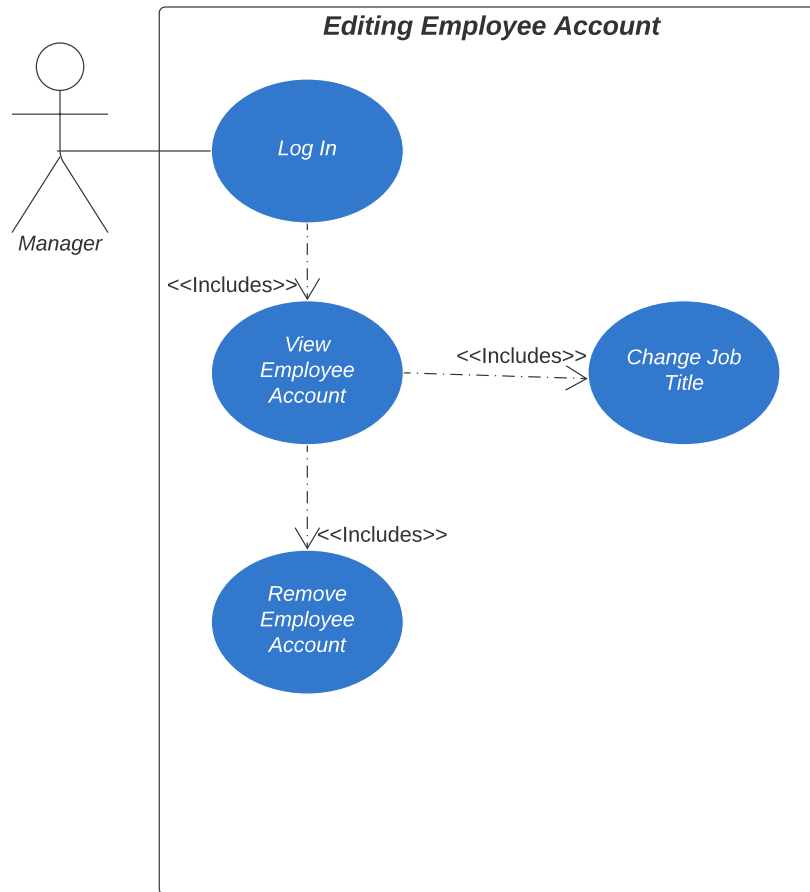 Editing Employee Account
Log In
Manager
<<Includes>>
View
Employee
Account
<<Includes>>
Change Job
Title
<<Includes>>
Remove
Employee
Account